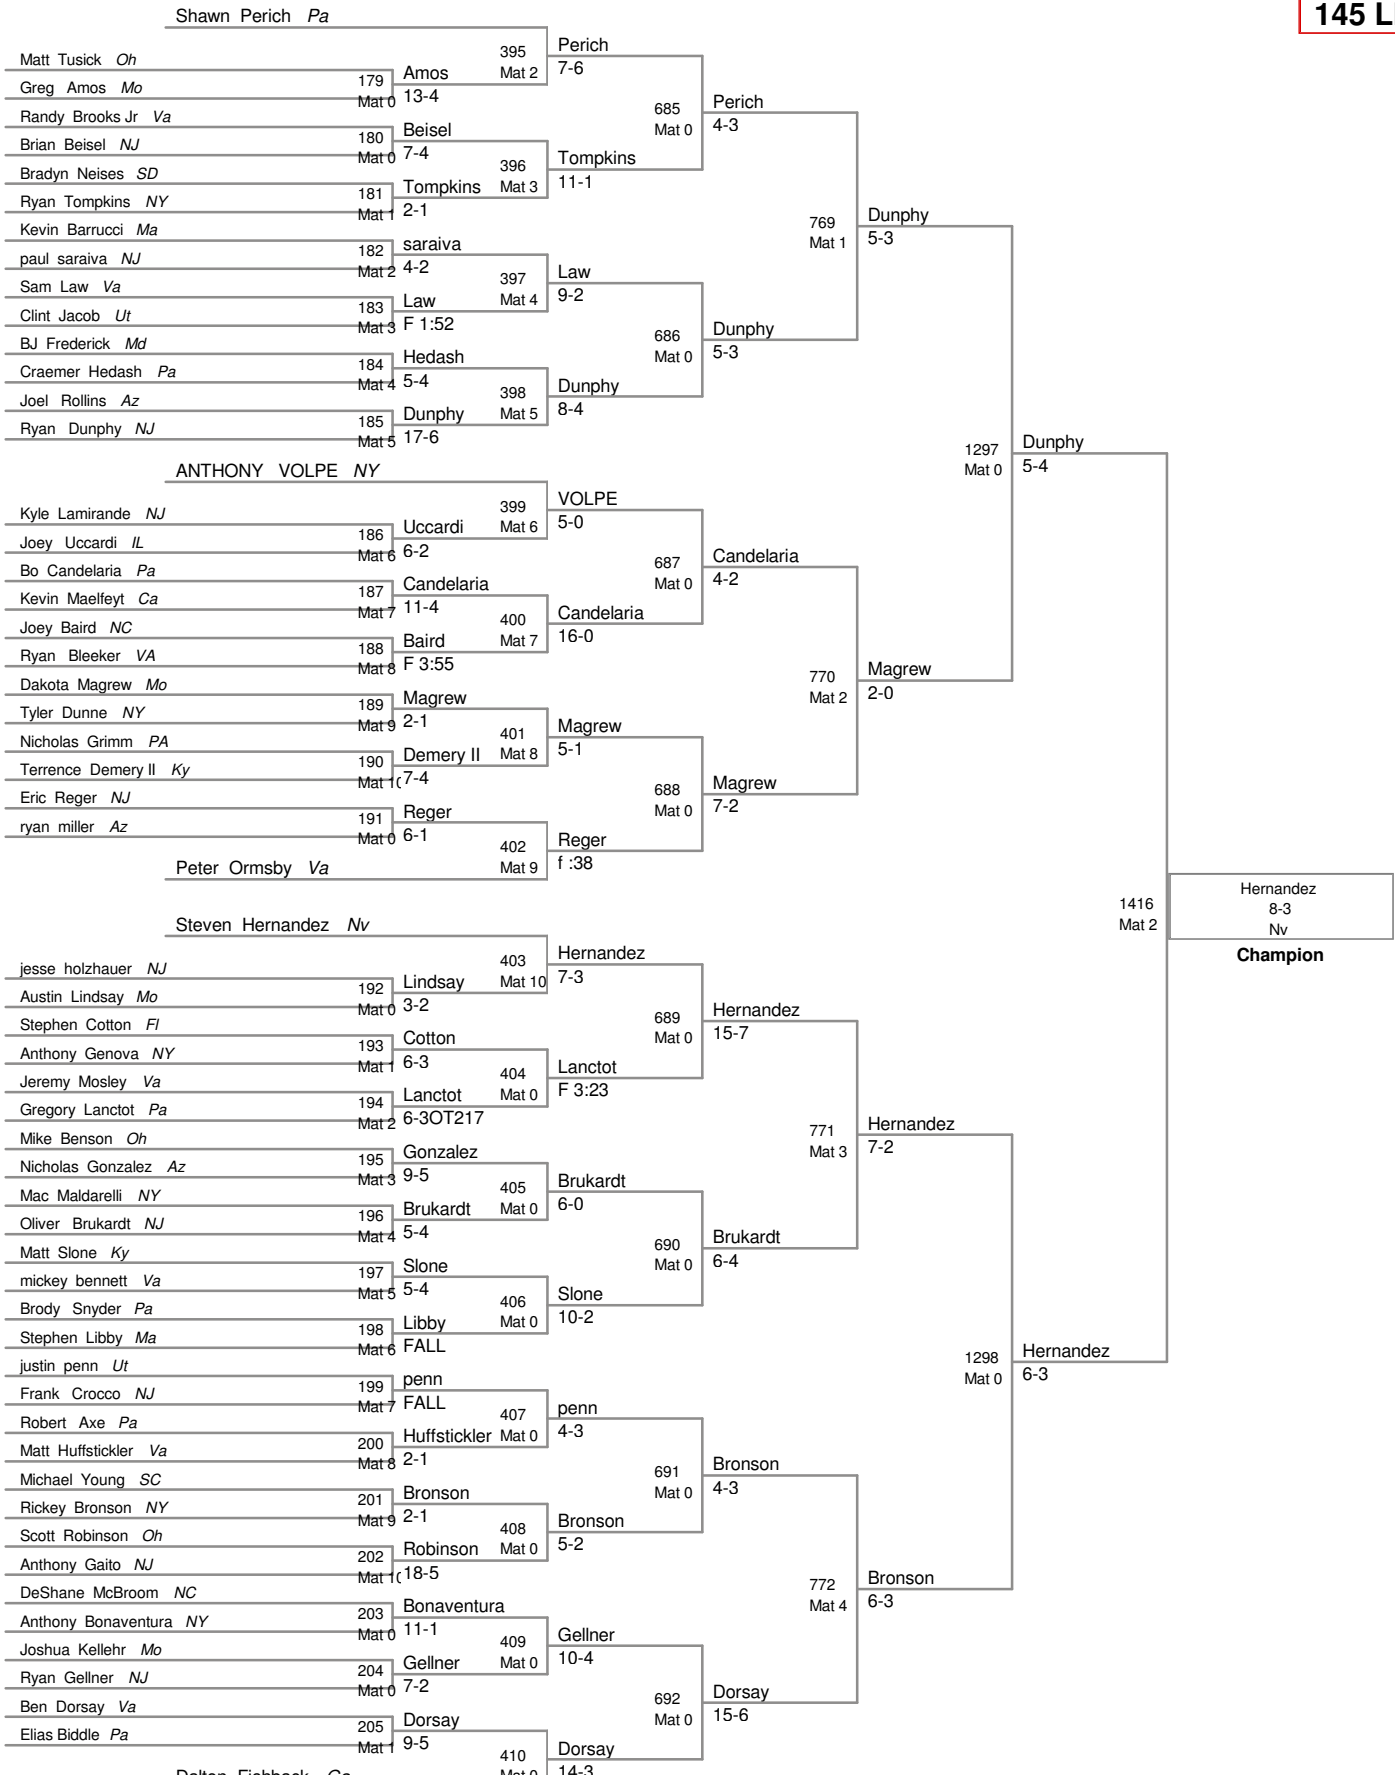 145 L
Shawn Perich Pa
Matt Tusick Oh
Greg Amos Mo
Randy Brooks Jr Va
Brian Beisel NJ
Bradyn Neises SD
Ryan Tompkins NY
Kevin Barrucci Ma
paul saraiva NJ
Sam Law Va
Clint Jacob Ut
BJ Frederick Md
Craemer Hedash Pa
Joel Rollins Az
Ryan Dunphy NJ
ANTHONY VOLPE NY
Kyle Lamirande NJ
Joey Uccardi IL
Bo Candelaria Pa
Kevin Maelfeyt Ca
Joey Baird NC
Ryan Bleeker VA
Dakota Magrew Mo
Tyler Dunne NY
Nicholas Grimm PA
Terrence Demery II Ky
Eric Reger NJ
ryan miller Az
Peter Ormsby Va
Steven Hernandez Nv
jesse holzhauer NJ
Austin Lindsay Mo
Stephen Cotton Fl
Anthony Genova NY
Jeremy Mosley Va
Gregory Lanctot Pa
Mike Benson Oh
Nicholas Gonzalez Az
Mac Maldarelli NY
Oliver Brukardt NJ
Matt Slone Ky
mickey bennett Va
Brody Snyder Pa
Stephen Libby Ma
justin penn Ut
Frank Crocco NJ
Robert Axe Pa
Matt Huffstickler Va
Michael Young SC
Rickey Bronson NY
Scott Robinson Oh
Anthony Gaito NJ
DeShane McBroom NC
Anthony Bonaventura NY
Joshua Kellehr Mo
Ryan Gellner NJ
Ben Dorsay Va
Elias Biddle Pa
179
Mat 0
Amos
13-4
180
Mat 0
Beisel
7-4
181
Mat 1
Tompkins
2-1
182
Mat 2
saraiva
4-2
183
Mat 3
Law
F 1:52
184
Mat 4
Hedash
5-4
185
Mat 5
Dunphy
17-6
186
Mat 6
Uccardi
6-2
187
Mat 7
Candelaria
11-4
188
Mat 8
Baird
F 3:55
189
Mat 9
Magrew
2-1
190
Mat 10
Demery II
7-4
191
Mat 0
Reger
6-1
192
Mat 0
Lindsay
3-2
193
Mat 1
Cotton
6-3
194
Mat 2
Lanctot
6-3OT217
195
Mat 3
Gonzalez
9-5
196
Mat 4
Brukardt
5-4
197
Mat 5
Slone
5-4
198
Mat 6
Libby
FALL
199
Mat 7
penn
FALL
200
Mat 8
Huffstickler
2-1
201
Mat 9
Bronson
2-1
202
Mat 10
Robinson
18-5
203
Mat 0
Bonaventura
11-1
204
Mat 0
Gellner
7-2
205
Mat 1
Dorsay
9-5
395
Mat 2
Perich
7-6
396
Mat 3
Tompkins
11-1
397
Mat 4
Law
9-2
398
Mat 5
Dunphy
8-4
399
Mat 6
VOLPE
5-0
400
Mat 7
Candelaria
16-0
401
Mat 8
Magrew
5-1
402
Mat 9
Reger
f :38
403
Mat 10
Hernandez
7-3
404
Mat 0
Lanctot
F 3:23
405
Mat 0
Brukardt
6-0
406
Mat 0
Slone
10-2
407
Mat 0
penn
4-3
408
Mat 0
Bronson
5-2
409
Mat 0
Gellner
10-4
410
Mat 0
Dorsay
14-3
685
Mat 0
Perich
4-3
686
Mat 0
Dunphy
5-3
687
Mat 0
Candelaria
4-2
688
Mat 0
Magrew
7-2
689
Mat 0
Hernandez
15-7
690
Mat 0
Brukardt
6-4
691
Mat 0
Bronson
4-3
692
Mat 0
Dorsay
15-6
769
Mat 1
Dunphy
5-3
770
Mat 2
Magrew
2-0
771
Mat 3
Hernandez
7-2
772
Mat 4
Bronson
6-3
1297
Mat 0
Dunphy
5-4
1298
Mat 0
Hernandez
6-3
1416
Mat 2
Hernandez
8-3
Nv
Champion